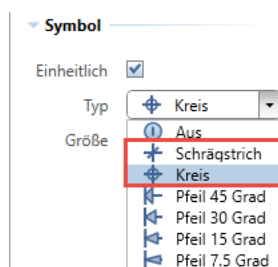 Symbol
Einheitlich
Typ Kreis
Größe
Aus
Schrägstrich
Kreis
Pfeil 45 Grad
Pfeil 30 Grad
Pfeil 15 Grad
Pfeil 7.5 Grad